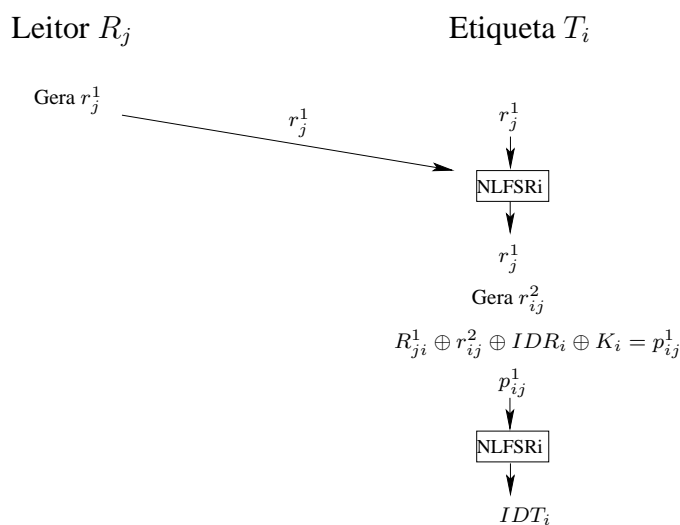 Leitor $R_j$
Etiqueta $T_i$
Gera $r_j^1$
$r_j^1$
$r_j^1$
NLFSRi
$r_j^1$
Gera $r_{ij}^2$
$R_{ji}^1 \oplus r_{ij}^2 \oplus IDR_i \oplus K_i = p_{ij}^1$
$p_{ij}^1$
NLFSRi
$IDT_i$